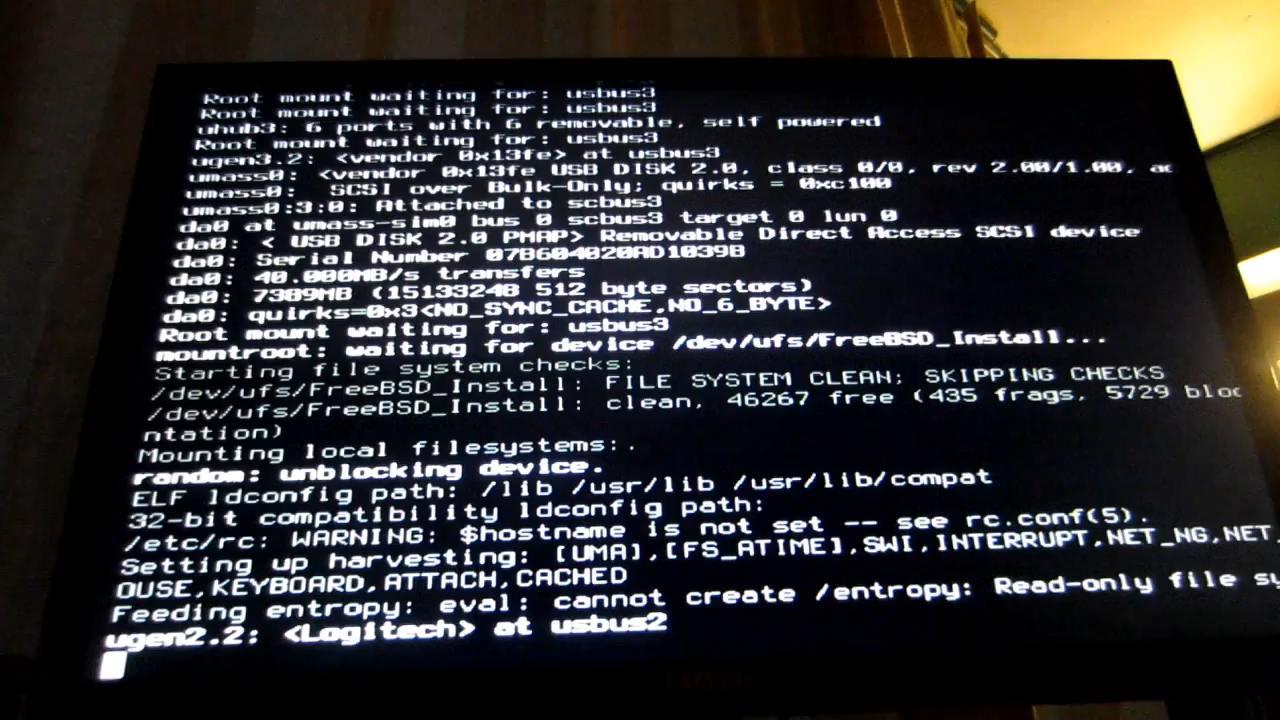 Root mount waiting for: usbus3
Root mount waiting for: usbus3
uhub3: 6 ports with 6 removable, self powered
Root mount waiting for: usbus3
ugen3.2: <vendor 0x13fe> at usbus3
umass0: <vendor 0x13fe USB DISK 2.0, class 0/0, rev 2.00/1.00, ad
umass0:  SCSI over Bulk-Only; quirks = 0xc100
umass0:3:0: Attached to scbus3
da0 at umass-sim0 bus 0 scbus3 target 0 lun 0
da0: < USB DISK 2.0 PMAP> Removable Direct Access SCSI device
da0: Serial Number 07B604020AD1039B
da0: 40.000MB/s transfers
da0: 7389MB (15133248 512 byte sectors)
da0: quirks=0x3<NO_SYNC_CACHE,NO_6_BYTE>
Root mount waiting for: usbus3
mountroot: waiting for device /dev/ufs/FreeBSD_Install...
Starting file system checks:
/dev/ufs/FreeBSD_Install: FILE SYSTEM CLEAN; SKIPPING CHECKS
/dev/ufs/FreeBSD_Install: clean, 46267 free (435 frags, 5729 bloc
ntation)
Mounting local filesystems:.
random: unblocking device.
ELF ldconfig path: /lib /usr/lib /usr/lib/compat
32-bit compatibility ldconfig path:
/etc/rc: WARNING: $hostname is not set -- see rc.conf(5).
Setting up harvesting: [UMA],[FS_ATIME],SWI,INTERRUPT,NET_NG,NET_
OUSE,KEYBOARD,ATTACH,CACHED
Feeding entropy: eval: cannot create /entropy: Read-only file sy
ugen2.2: <Logitech> at usbus2